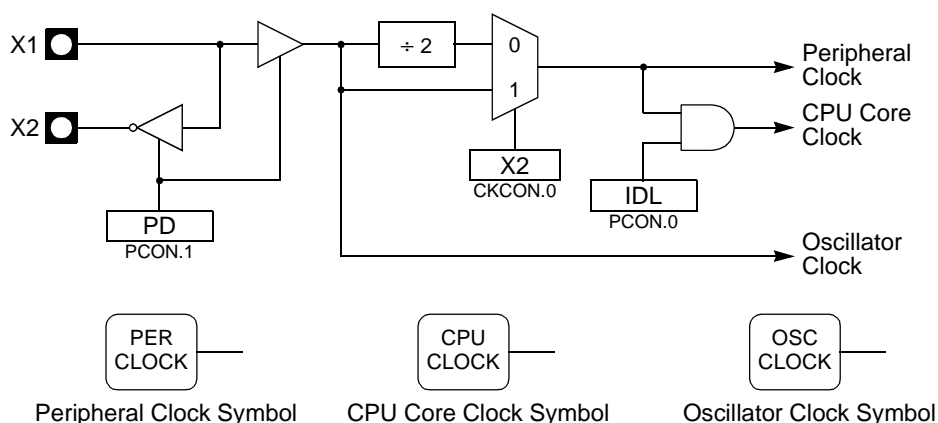 X1
÷ 2
0
1
Peripheral
Clock
X2
CPU Core
Clock
X2
CKCON.0
IDL
PCON.0
PD
PCON.1
Oscillator
Clock
PER
CLOCK
CPU
CLOCK
OSC
CLOCK
Peripheral Clock Symbol
CPU Core Clock Symbol
Oscillator Clock Symbol